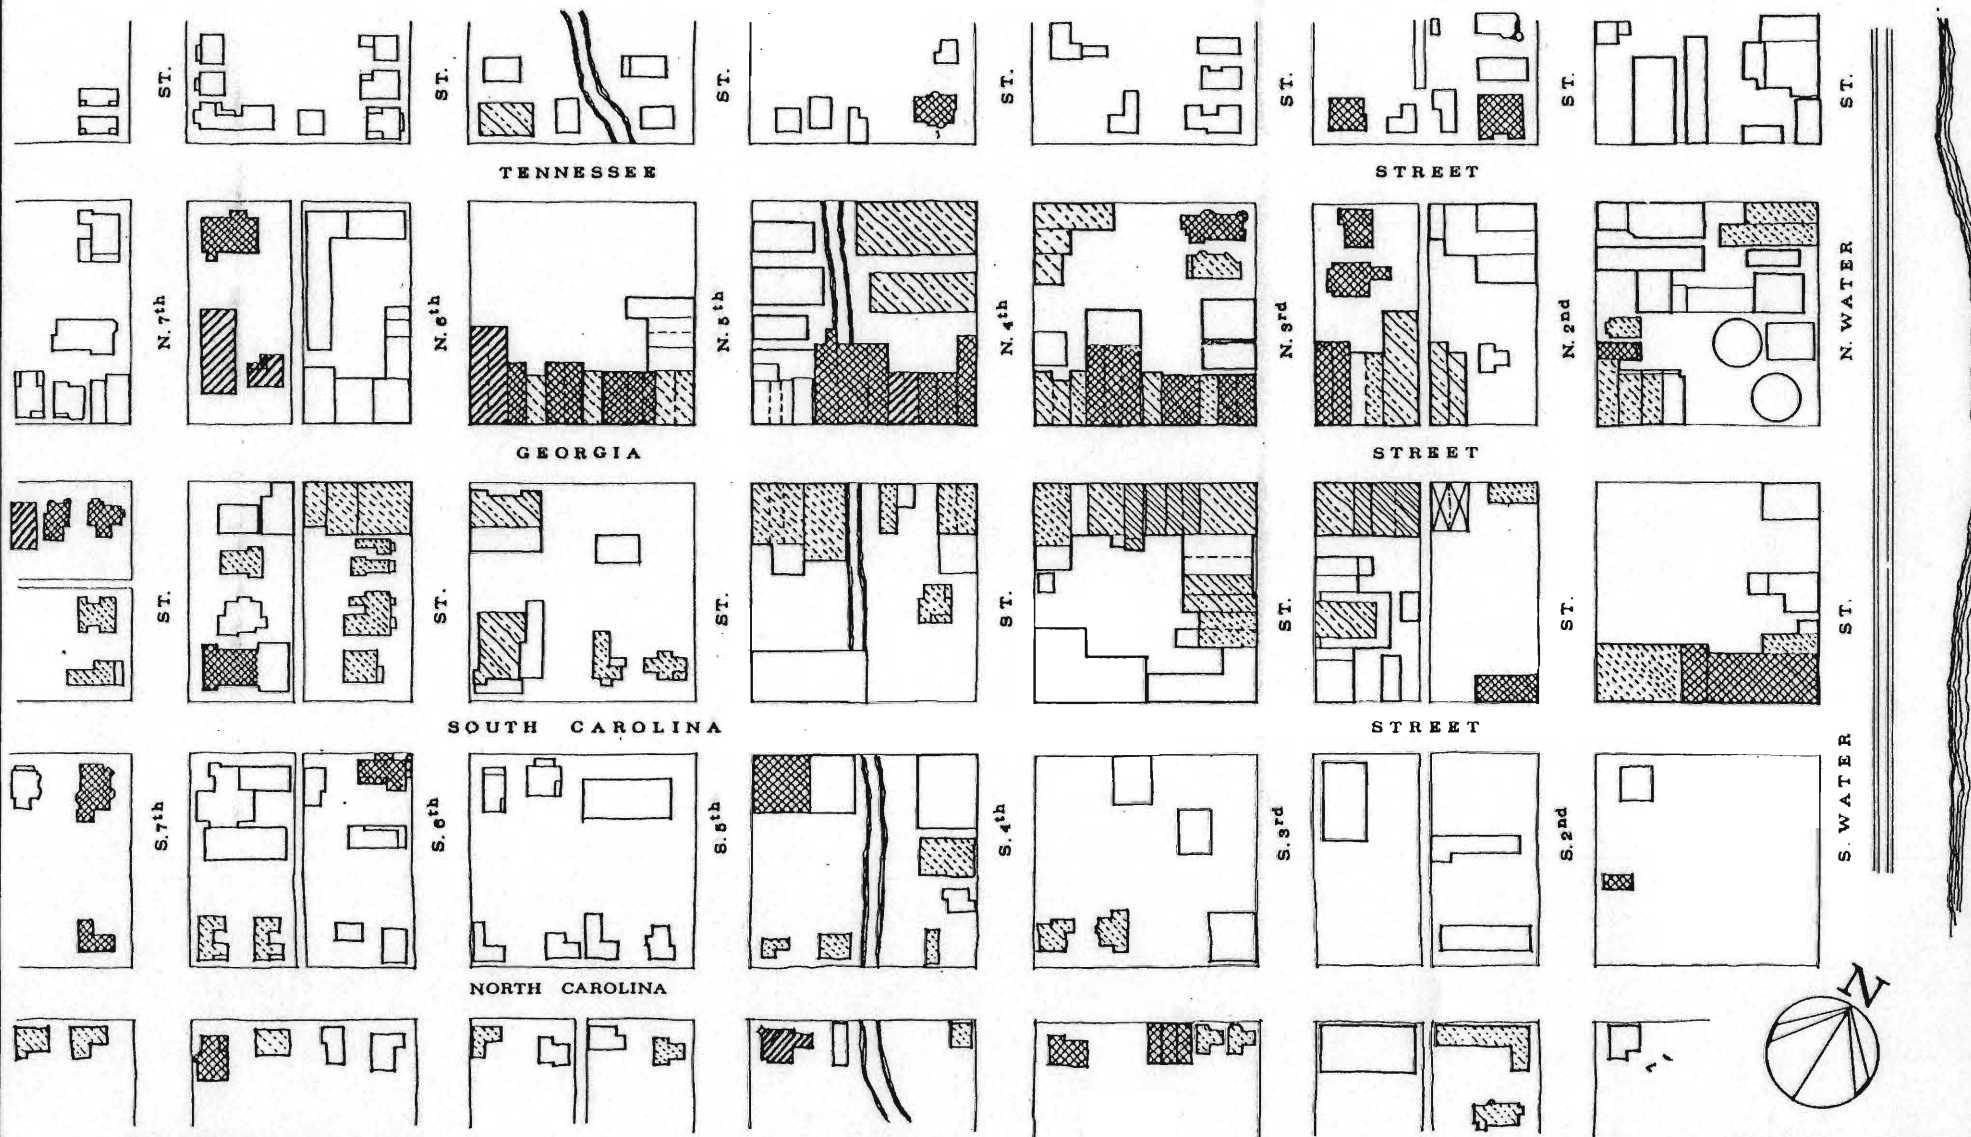 ST. ST. ST. ST. ST. ST. ST.
TENNESSEE STREET
N. 7th N. 6th N. 5th N. 4th N. 3rd N. 2nd N. WATER
GEORGIA STREET
ST. ST. ST. ST. ST. ST. ST.
SOUTH CAROLINA STREET
S. 7th S. 6th S. 5th S. 4th S. 3rd S. 2nd S. WATER
NORTH CAROLINA
N